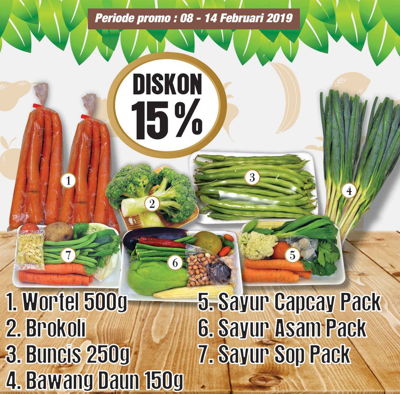 Periode promo : 08 - 14 Februari 2019
DISKON
15%
1
2
3
4
7
6
5
1. Wortel 500g
2. Brokoli
3. Buncis 250g
4. Bawang Daun 150g
5. Sayur Capcay Pack
6. Sayur Asam Pack
7. Sayur Sop Pack